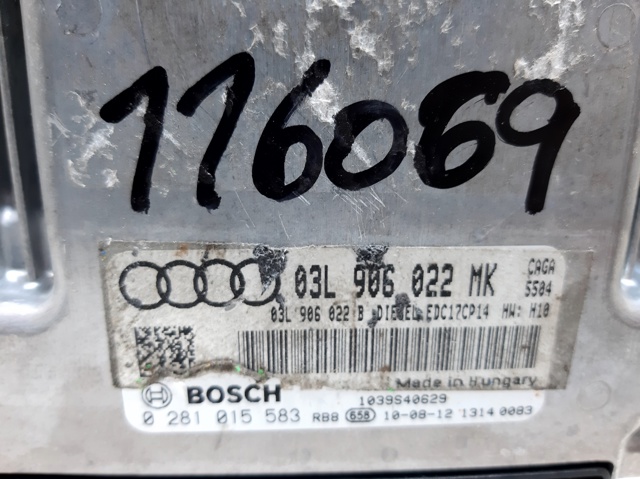 116069
03L 906 022 MK
CAGA
5504
03L 906 022 B DIESEL EDC17CP14 HW: H10
Made in Hungary
BOSCH
1039S40629
0 281 015 583 RB8 658 10-08-12 1314 0083